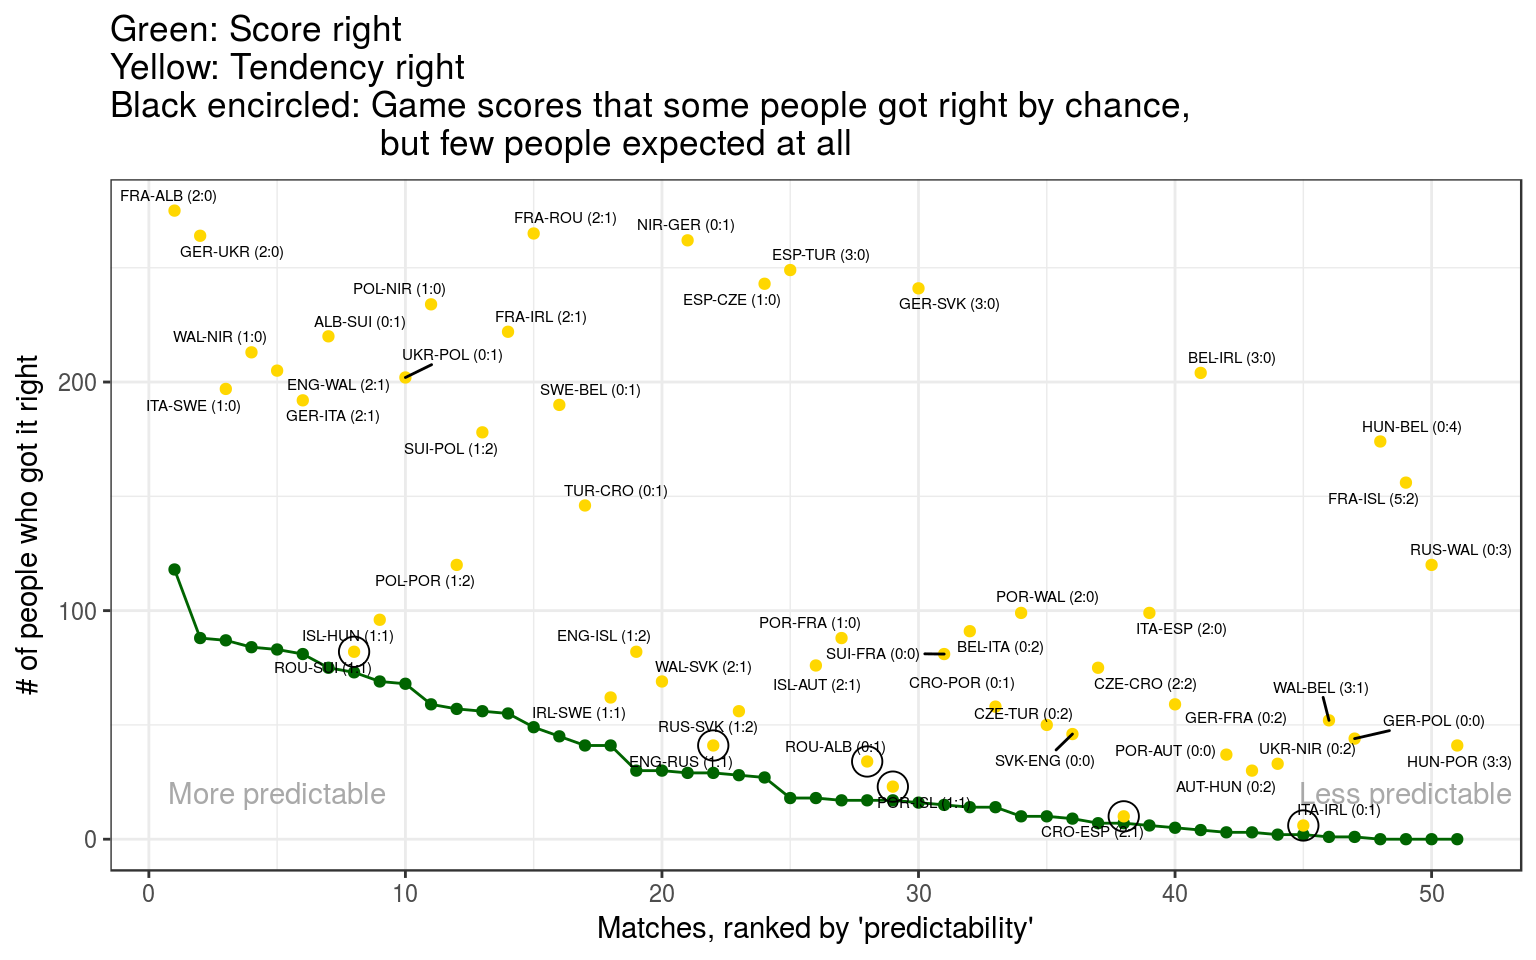 Green: Score right
Yellow: Tendency right
Black encircled: Game scores that some people got right by chance,
but few people expected at all
FRA-ALB (2:0)
GER-UKR (2:0)
FRA-ROU (2:1)
NIR-GER (0:1)
ESP-TUR (3:0)
POL-NIR (1:0)
ESP-CZE (1:0)
GER-SVK (3:0)
ALB-SUI (0:1)
FRA-IRL (2:1)
WAL-NIR (1:0)
UKR-POL (0:1)
BEL-IRL (3:0)
ENG-WAL (2:1)
SWE-BEL (0:1)
ITA-SWE (1:0)
GER-ITA (2:1)
HUN-BEL (0:4)
SUI-POL (1:2)
TUR-CRO (0:1)
FRA-ISL (5:2)
RUS-WAL (0:3)
POL-POR (1:2)
POR-WAL (2:0)
POR-FRA (1:0)
ITA-ESP (2:0)
ISL-HUN (1:1)
ENG-ISL (1:2)
SUI-FRA (0:0)
BEL-ITA (0:2)
ROU-SUI (1:1)
WAL-SVK (2:1)
ISL-AUT (2:1)
CRO-POR (0:1)
CZE-CRO (2:2)
WAL-BEL (3:1)
IRL-SWE (1:1)
CZE-TUR (0:2)
GER-FRA (0:2)
GER-POL (0:0)
RUS-SVK (1:2)
ROU-ALB (0:1)
POR-AUT (0:0)
UKR-NIR (0:2)
ENG-RUS (1:1)
SVK-ENG (0:0)
HUN-POR (3:3)
AUT-HUN (0:2)
More predictable
Less predictable
POR-ISL (1:1)
ITA-IRL (0:1)
CRO-ESP (2:1)
200
100
0
# of people who got it right
0
10
20
30
40
50
Matches, ranked by 'predictability'